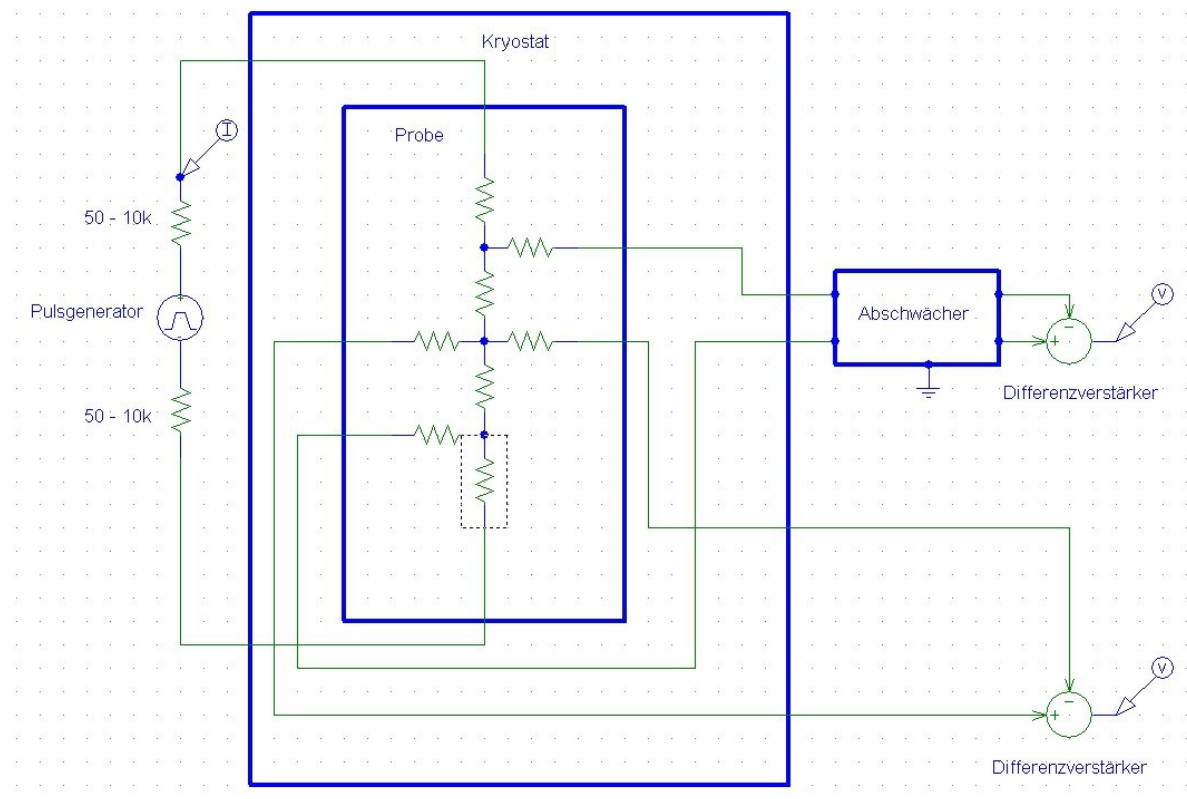 Kryostat
Probe
I
50 - 10k
Pulsgenerator
50 - 10k
Abschwächer
V
Differenzverstärker
V
Differenzverstärker